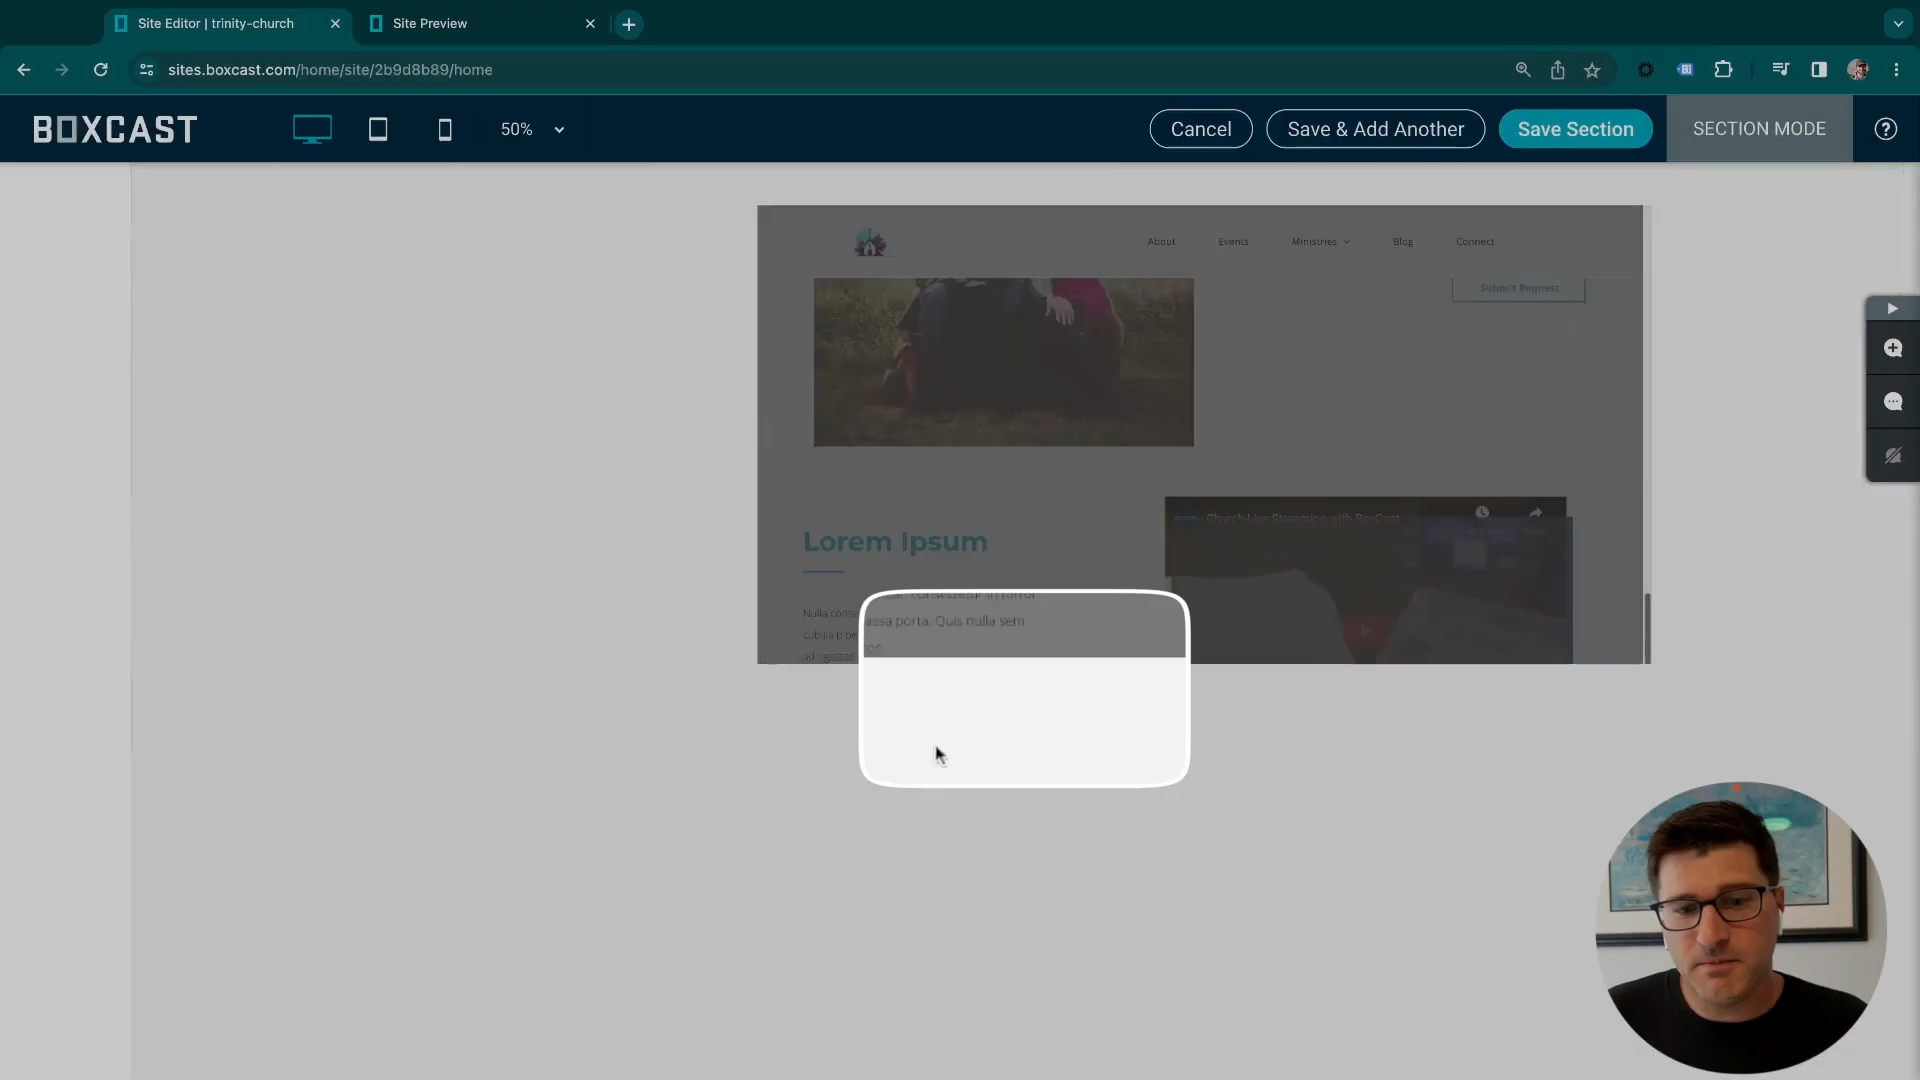 Site Editor | trinity-church
Site Preview
sites.boxcast.com/home/site/2b9d8b89/home
BOXCAST
50%
Cancel
Save & Add Another
Save Section
SECTION MODE
About
Events
Ministries
Blog
Connect
Submit Request
Church Live Streaming with BoxCast
Lorem Ipsum
Nulla conse
assa porta. Quis nulla sem